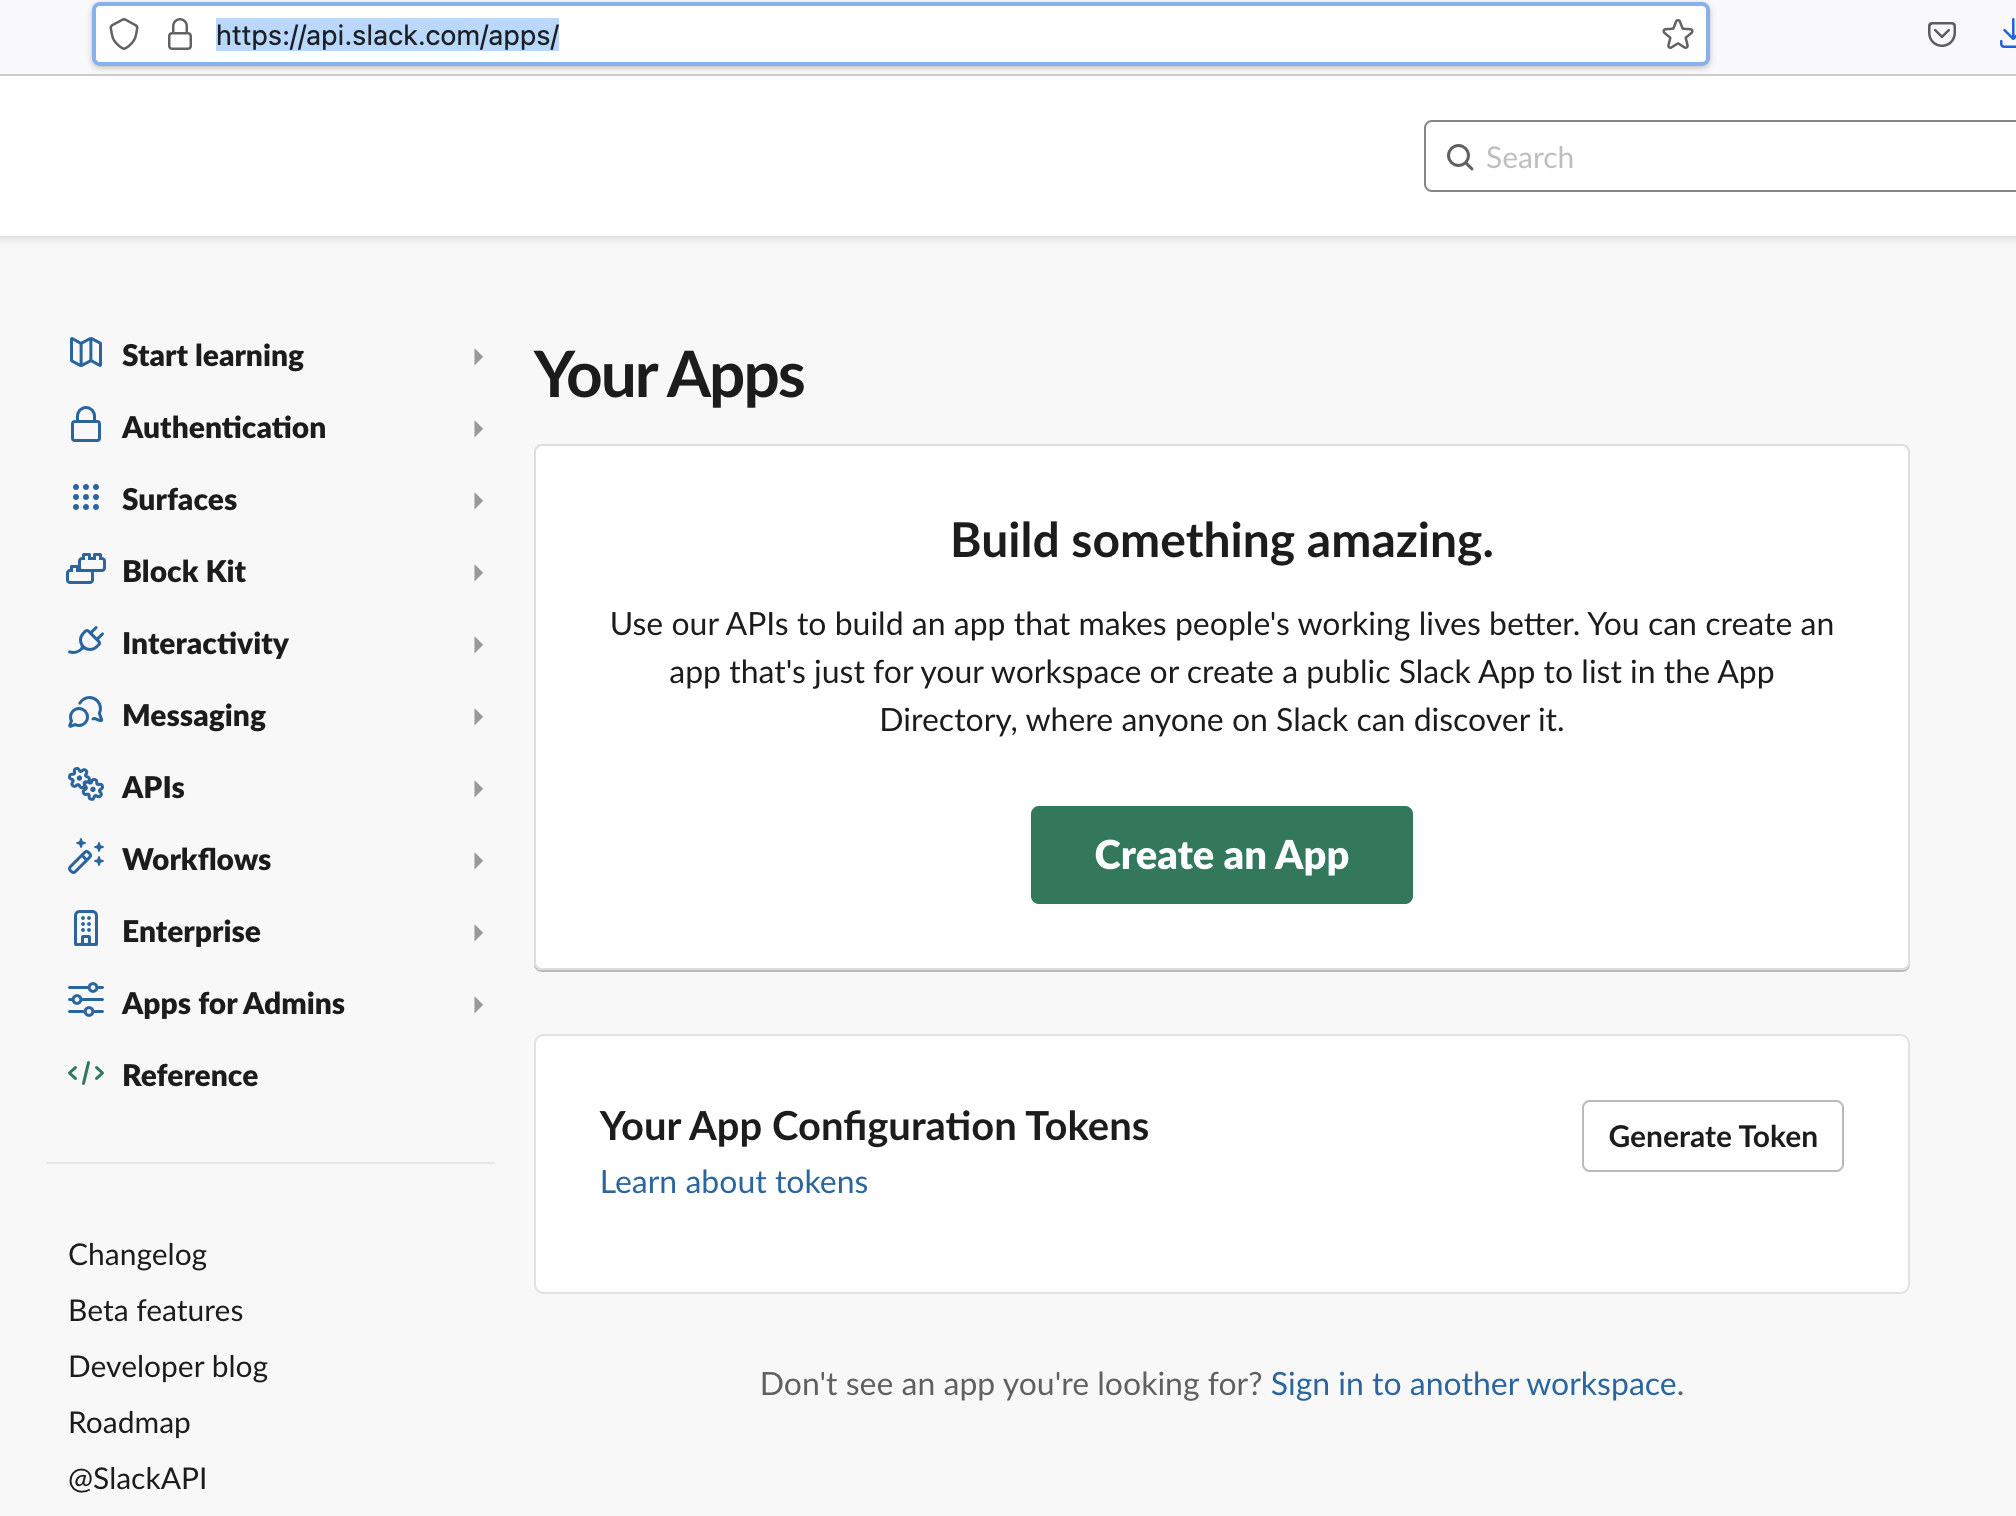 https://api.slack.com/apps/
Search
Start learning
Authentication
Surfaces
Block Kit
Interactivity
Messaging
APIs
Workflows
Enterprise
Apps for Admins
Reference
Changelog
Beta features
Developer blog
Roadmap
@SlackAPI
Your Apps
Build something amazing.
Use our APIs to build an app that makes people's working lives better. You can create an
app that's just for your workspace or create a public Slack App to list in the App
Directory, where anyone on Slack can discover it.
Create an App
Your App Configuration Tokens
Generate Token
Learn about tokens
Don't see an app you're looking for? Sign in to another workspace.